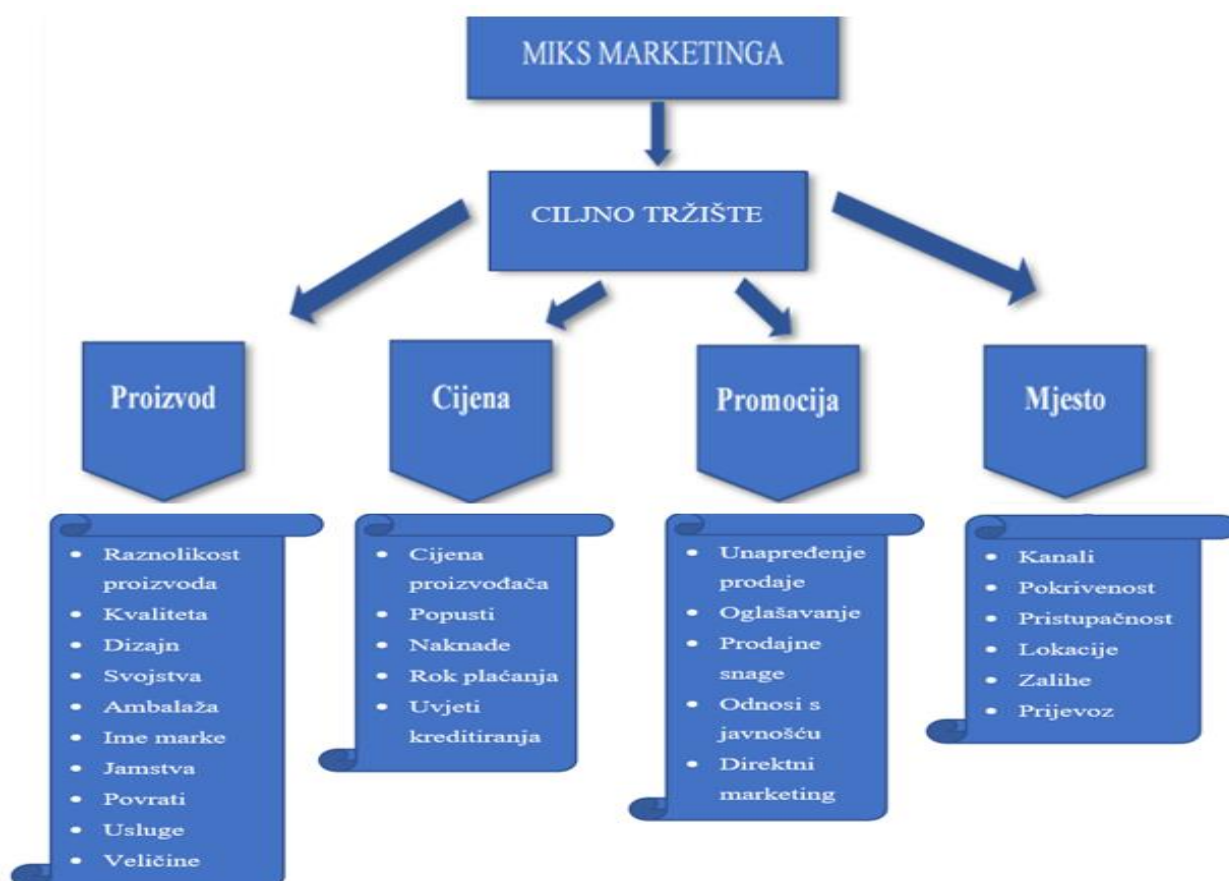 MIKS MARKETINGA
CILJNO TRŽIŠTE
Proizvod
Cijena
Promocija
Mjesto
• Raznolikost
proizvoda
• Kvaliteta
• Dizajn
• Svojstva
• Ambalaža
• Ime marke
• Jamstva
• Povrati
• Usluge
• Veličine
• Cijena
proizvođača
• Popusti
• Naknade
• Rok plaćanja
• Uvjeti
kreditiranja
• Unapređenje
prodaje
• Oglašavanje
• Prodajne
snage
• Odnosi s
javnošću
• Direktni
marketing
• Kanali
• Pokrivenost
• Pristupačnost
• Lokacije
• Zalihe
• Prijevoz